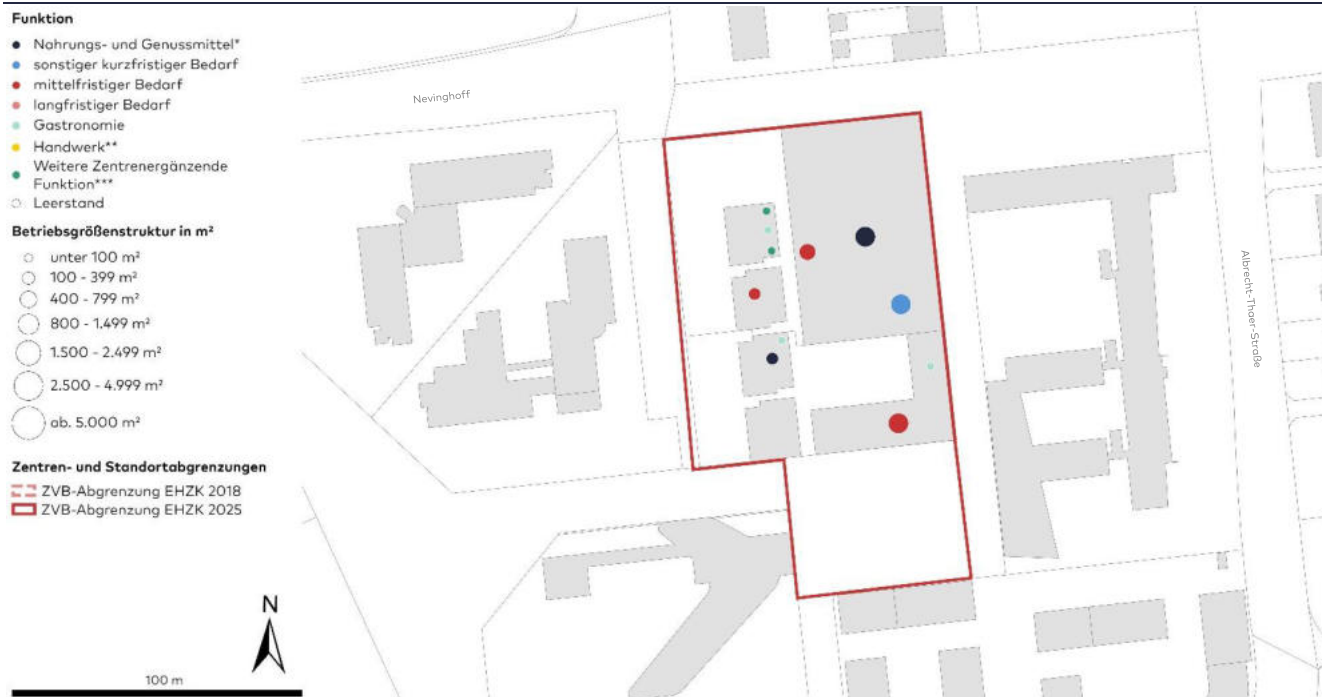 Funktion
Nahrungs- und Genussmittel*
sonstiger kurzfristiger Bedarf
mittelfristiger Bedarf
langfristiger Bedarf
Gastronomie
Handwerk**
Weitere Zentrenergänzende
Funktion***
Leerstand
Betriebsgrößenstruktur in m²
unter 100 m²
100 - 399 m²
400 - 799 m²
800 - 1.499 m²
1.500 - 2.499 m²
2.500 - 4.999 m²
ab. 5.000 m²
Zentren- und Standortabgrenzungen
ZVB-Abgrenzung EHZK 2018
ZVB-Abgrenzung EHZK 2025
N
100 m
Nevinghoff
Albrecht-Thaer-Straße